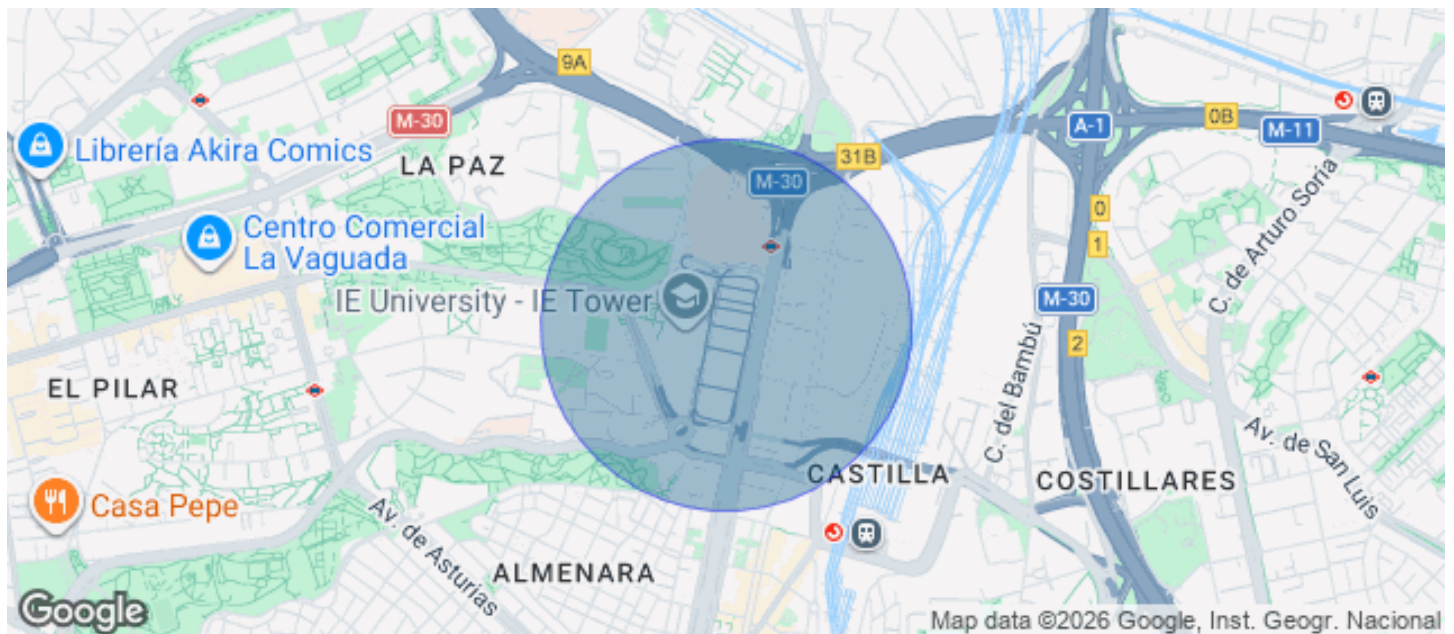 9A
M-30
A-1
0B
M-11
Librería Akira Comics
LA PAZ
31B
M-30
C. de Arturo Soria
0
Centro Comercial
La Vaguada
1
IE University - IE Tower
M-30
2
C. del Bambú
EL PILAR
Av. de San Luis
CASTILLA
COSTILLARES
Casa Pepe
Av. de Asturias
ALMENARA
Google
Map data ©2026 Google, Inst. Geogr. Nacional